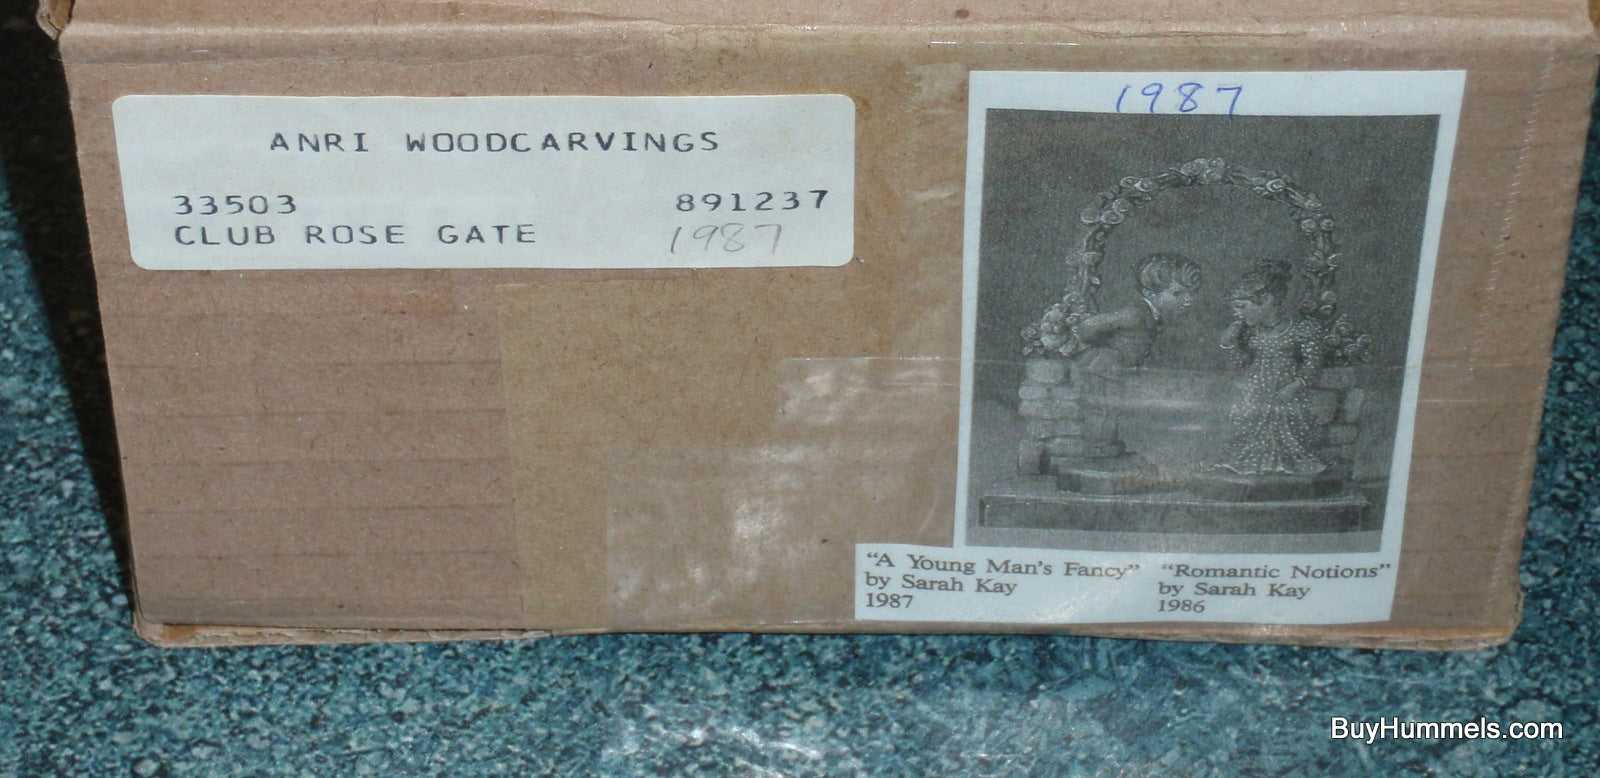 ANRI WOODCARVINGS
33503 891237
CLUB ROSE GATE 1987
1987
"A Young Man's Fancy"
by Sarah Kay
1987
"Romantic Notions"
by Sarah Kay
1986
BuyHummels.com